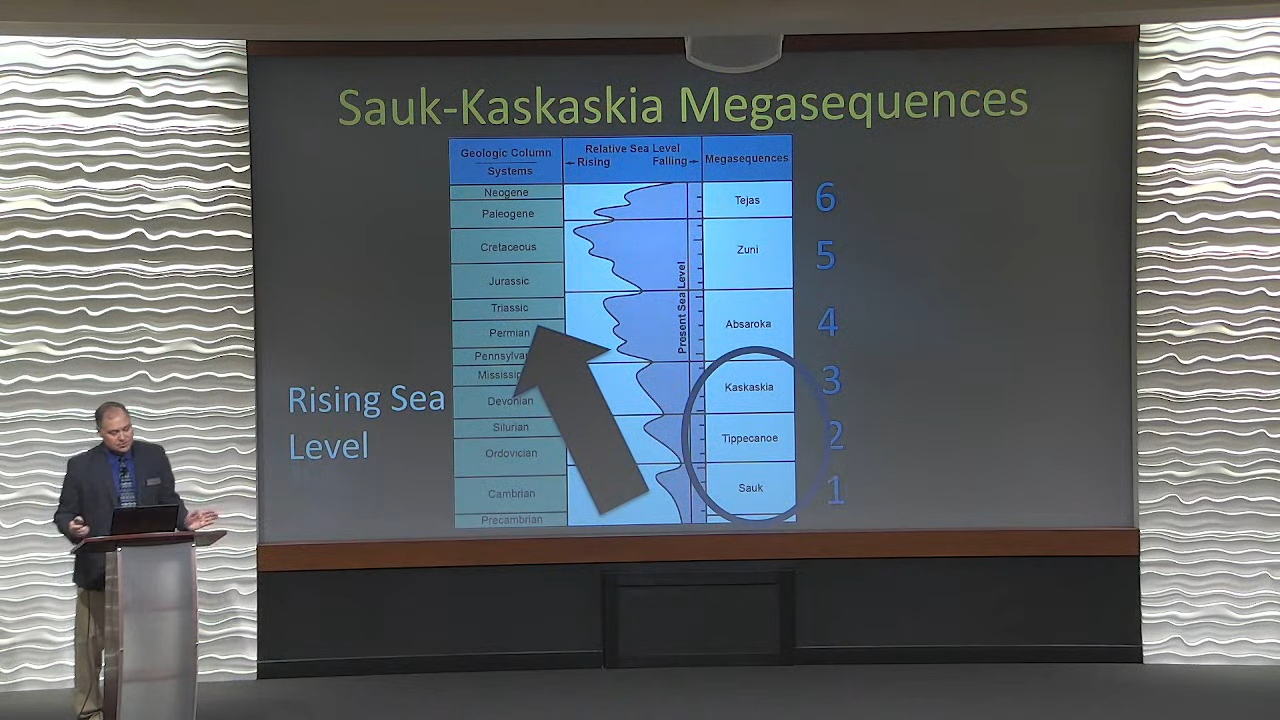 Sauk-Kaskaskia Megasequences
Geologic Column
Systems
Relative Sea Level
←Rising Falling→
Megasequences
Neogene
Paleogene
Cretaceous
Jurassic
Triassic
Permian
Pennsylva
Mississip
Devonian
Silurian
Ordovician
Cambrian
Precambrian
Present Sea Level
Tejas
Zuni
Absaroka
Kaskaskia
Tippecanoe
Sauk
6
5
4
3
2
1
Rising Sea
Level